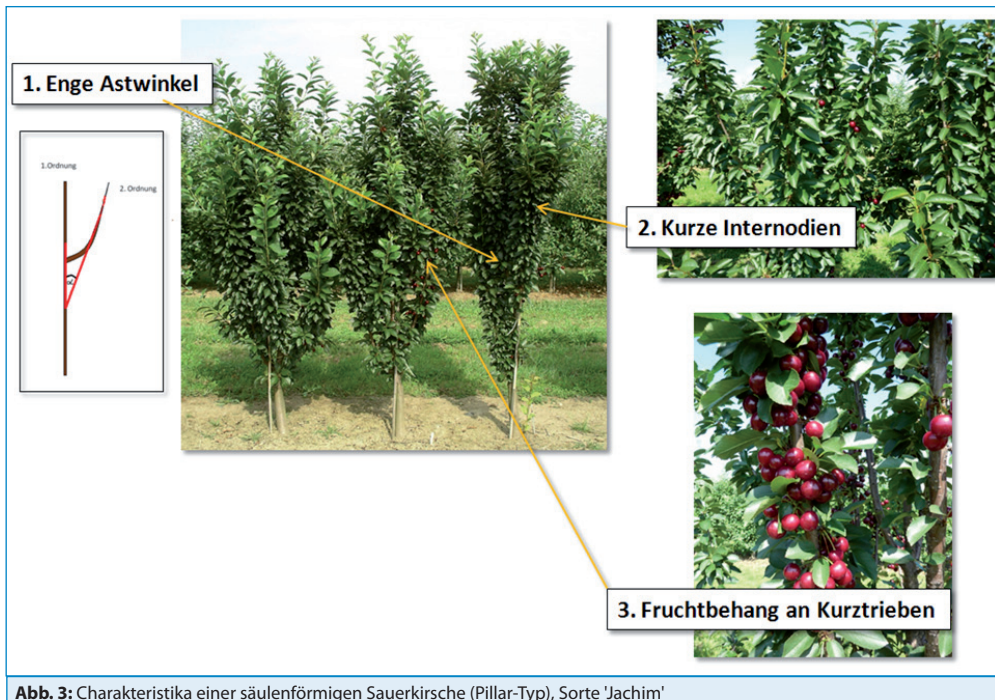 1. Enge Astwinkel
1.Ordnung
2. Ordnung
2. Kurze Internodien
3. Fruchtbehang an Kurztrieben
Abb. 3: Charakteristika einer säulenförmigen Sauerkirsche (Pillar-Typ), Sorte 'Jachim'